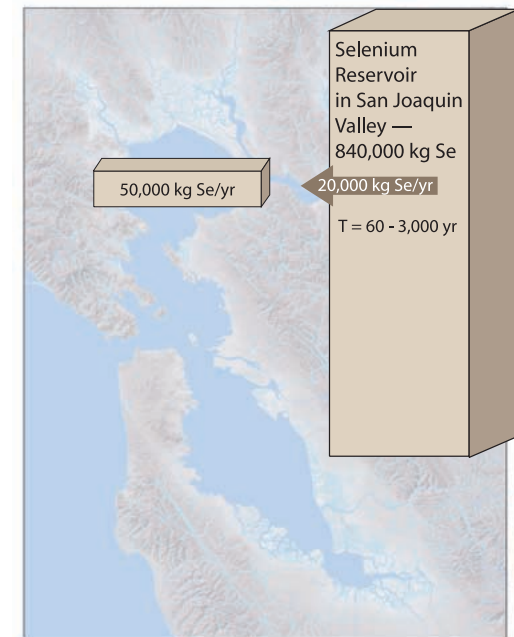 Selenium
Reservoir
in San Joaquin
Valley —
840,000 kg Se
50,000 kg Se/yr
20,000 kg Se/yr
T = 60 - 3,000 yr